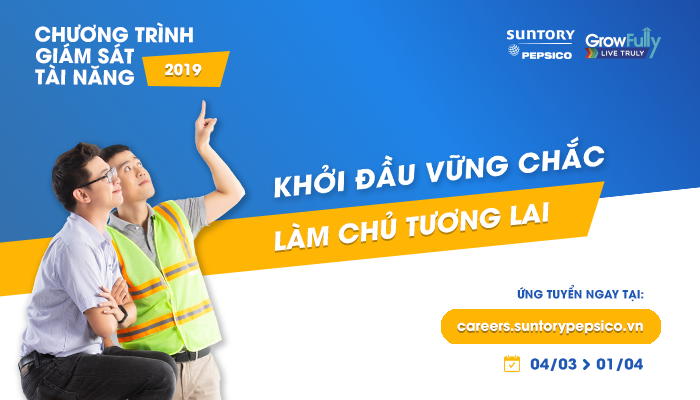 CHƯƠNG TRÌNH
GIÁM SÁT
TÀI NĂNG
2019
SUNTORY
PEPSICO
GrowFully
LIVE TRULY
KHỞI ĐẦU VỮNG CHẮC
LÀM CHỦ TƯƠNG LAI
ỨNG TUYỂN NGAY TẠI:
careers.suntorypepsico.vn
04/03 > 01/04